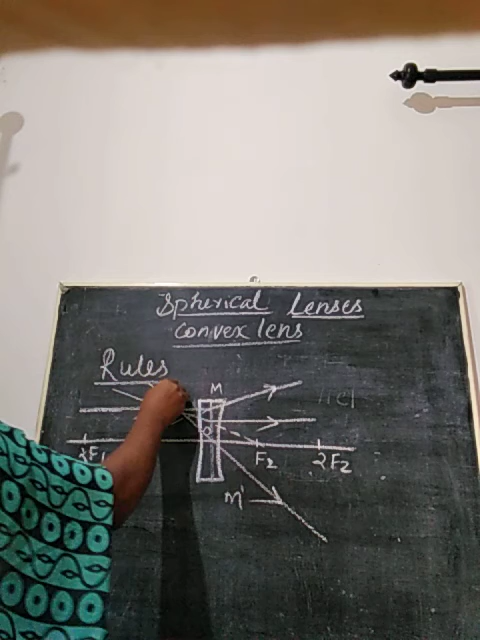 Spherical Lenses
Convex lens
Rules
M
O
2F1 F2 2F2
M'